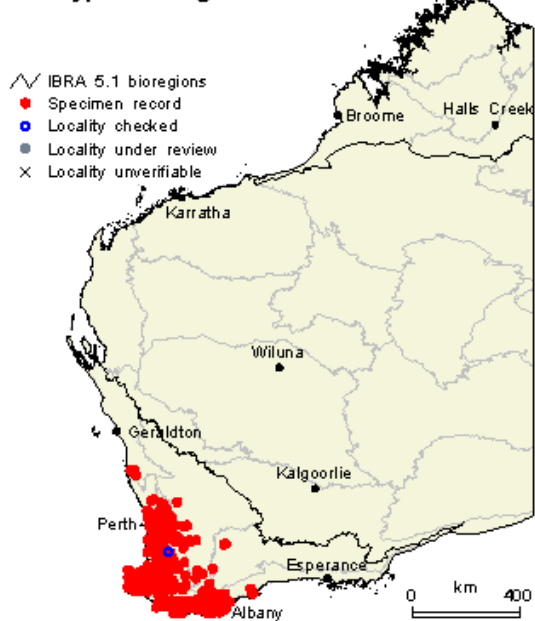 IBRA 5.1 bioregions
Specimen record
Locality checked
Locality under review
Locality unverifiable
Broome
Halls Creek
Karratha
Wiluna
Geraldton
Kalgoorlie
Perth
Esperance
Albany
0 km 400